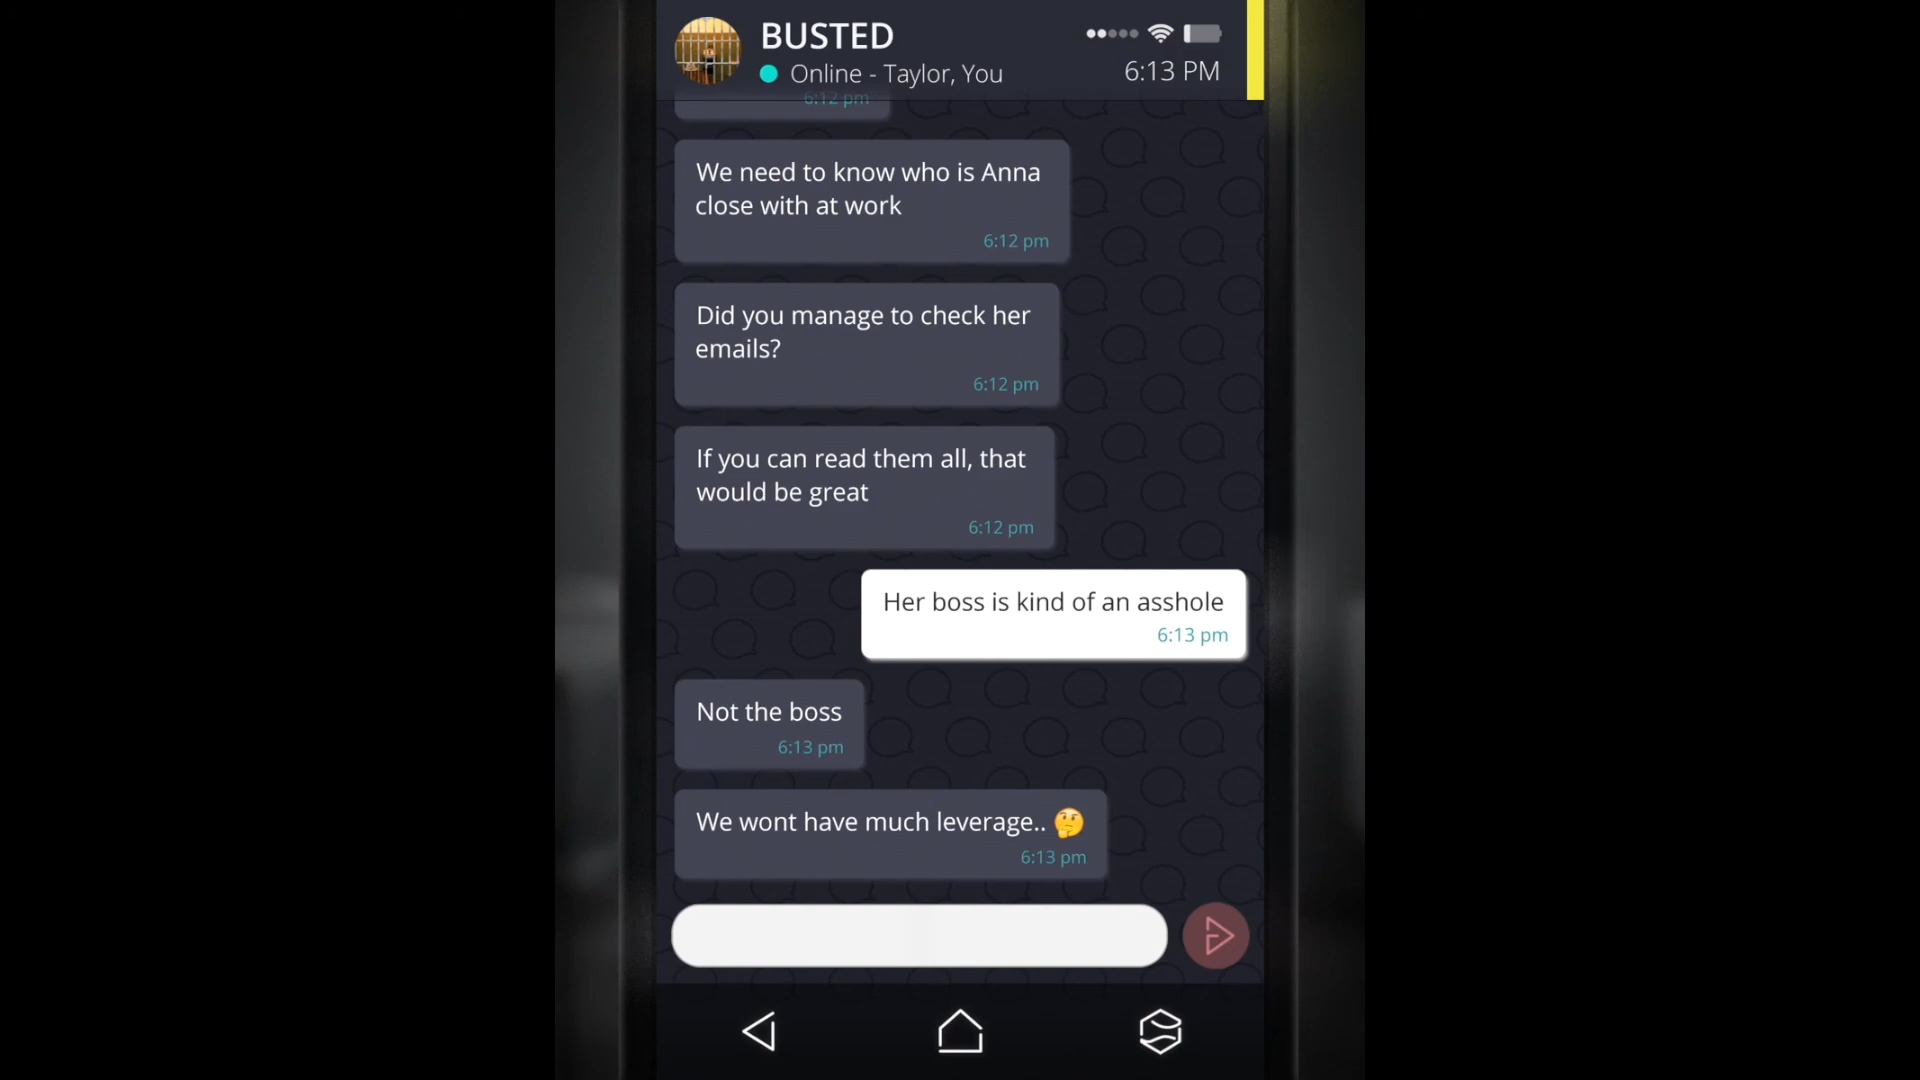 BUSTED
Online - Taylor, You
6:13 PM
6:12 pm
We need to know who is Anna
close with at work
6:12 pm
Did you manage to check her
emails?
6:12 pm
If you can read them all, that
would be great
6:12 pm
Her boss is kind of an asshole
6:13 pm
Not the boss
6:13 pm
We wont have much leverage.. 🤔
6:13 pm